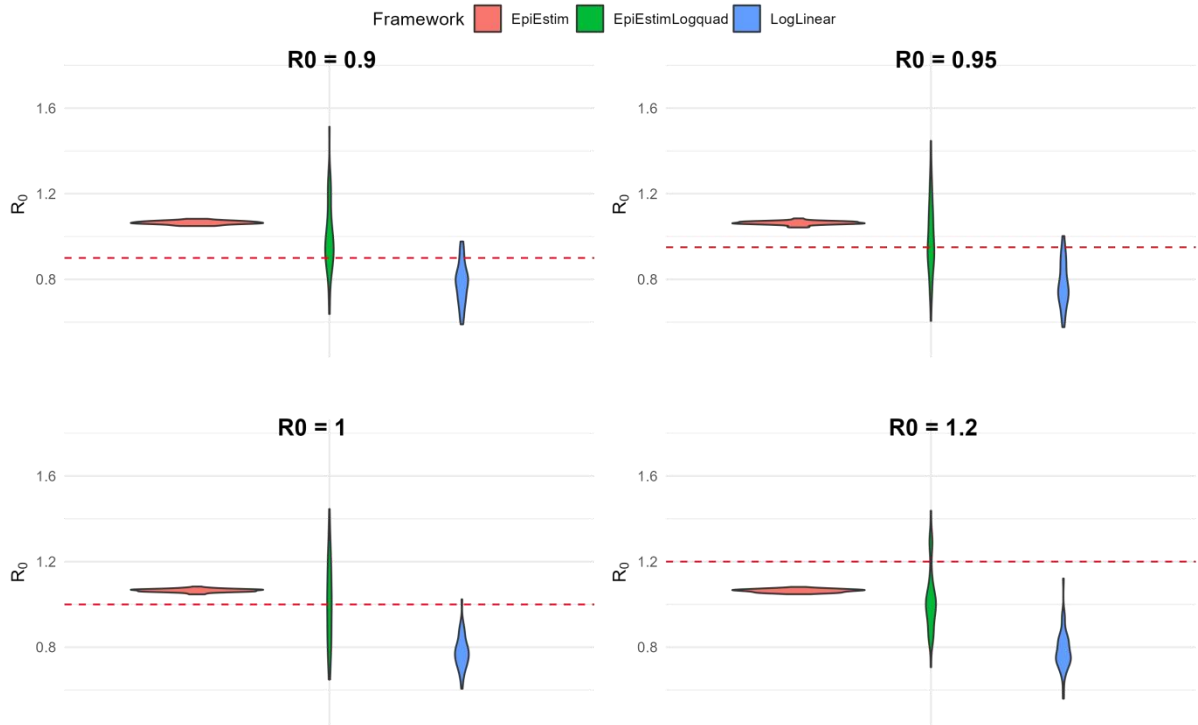 Framework EpiEstim EpiEstimLogquad LogLinear
R0 = 0.9
R0 = 0.95
1.6
1.2
0.8
R₀
1.6
1.2
0.8
R₀
R0 = 1
R0 = 1.2
1.6
1.2
0.8
R₀
1.6
1.2
0.8
R₀